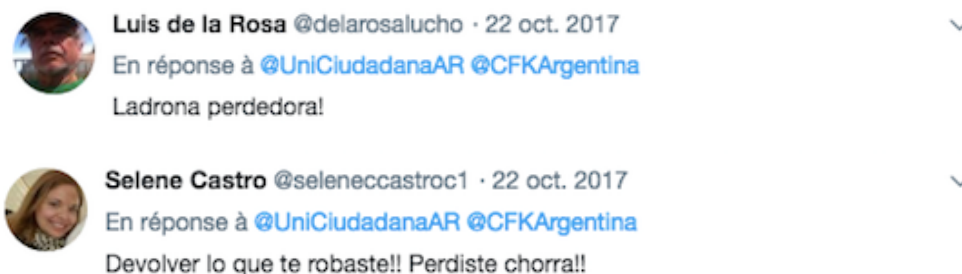 Luis de la Rosa @delarosalucho · 22 oct. 2017
En réponse à @UniCiudadanaAR @CFKArgentina
Ladrona perdedora!
Selene Castro @seleneccastroc1 · 22 oct. 2017
En réponse à @UniCiudadanaAR @CFKArgentina
Devolver lo que te robaste!! Perdiste chorra!!